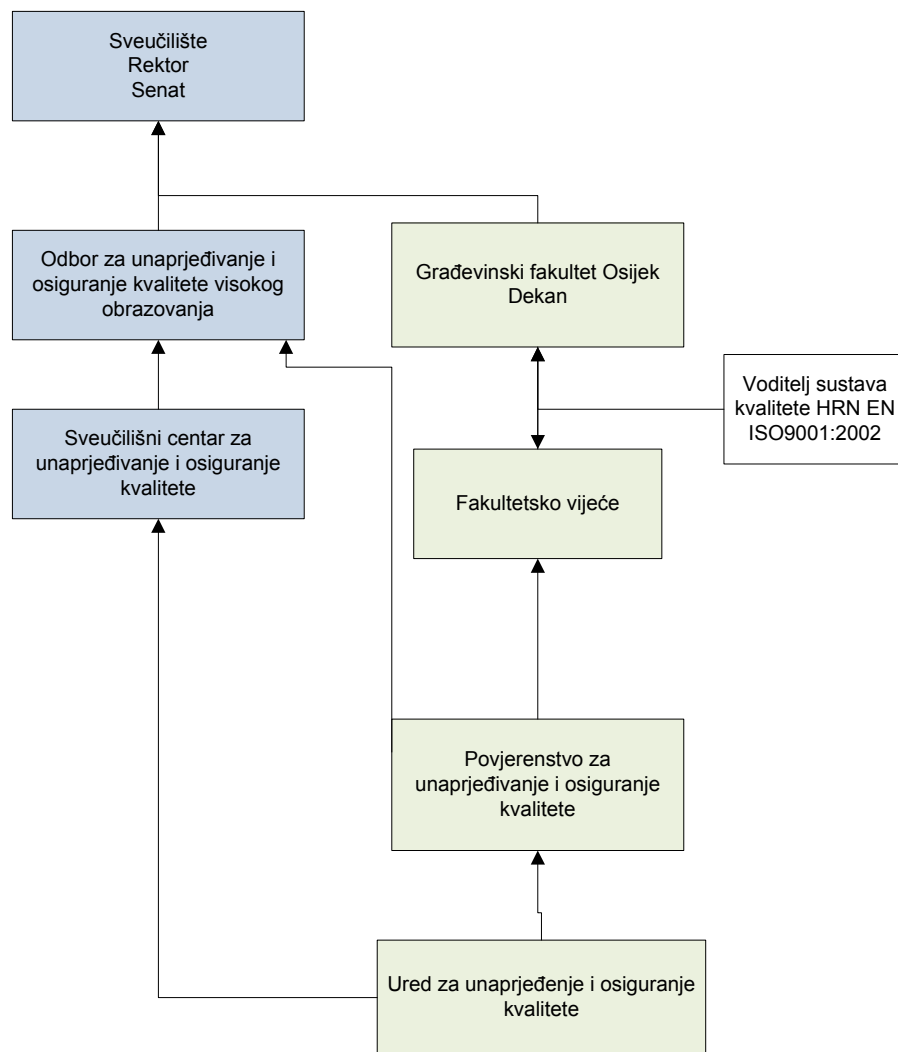 Sveučilište
Rektor
Senat
Odbor za unaprjeđivanje i
osiguranje kvalitete visokog
obrazovanja
Građevinski fakultet Osijek
Dekan
Voditelj sustava
kvalitete HRN EN
ISO9001:2002
Sveučilišni centar za
unaprjeđivanje i osiguranje
kvalitete
Fakultetsko vijeće
Povjerenstvo za
unaprjeđivanje i osiguranje
kvalitete
Ured za unaprjeđenje i osiguranje
kvalitete